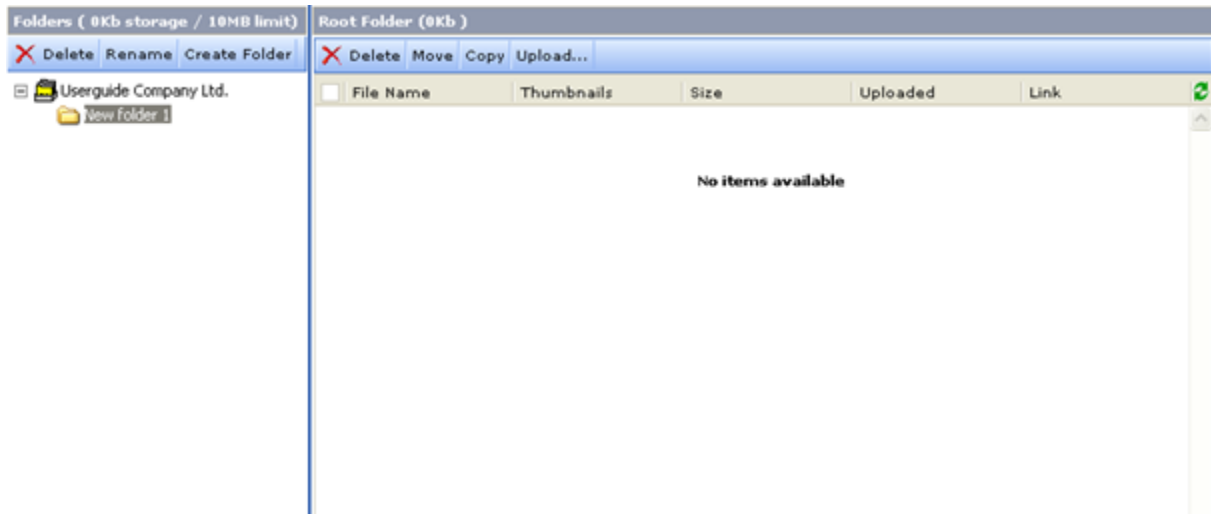 Folders ( 0Kb storage / 10MB limit)
Delete Rename Create Folder
Userguide Company Ltd.
New folder 1
Root Folder (0Kb )
Delete Move Copy Upload...
File Name Thumbnails Size Uploaded Link
No items available